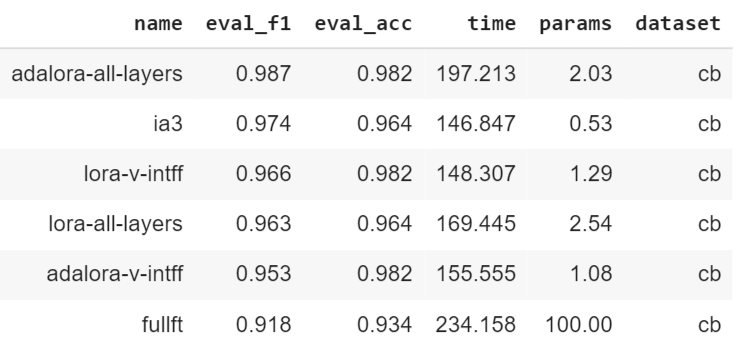 name eval_f1 eval_acc time params dataset
adalora-all-layers 0.987 0.982 197.213 2.03 cb
ia3 0.974 0.964 146.847 0.53 cb
lora-v-intff 0.966 0.982 148.307 1.29 cb
lora-all-layers 0.963 0.964 169.445 2.54 cb
adalora-v-intff 0.953 0.982 155.555 1.08 cb
fullft 0.918 0.934 234.158 100.00 cb